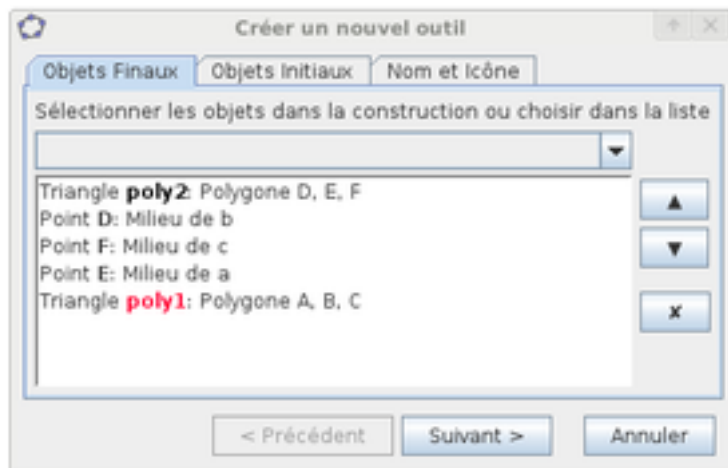 Créer un nouvel outil
Objets Finaux
Objets Initiaux
Nom et Icône
Sélectionner les objets dans la construction ou choisir dans la liste
Triangle poly2: Polygone D, E, F
Point D: Milieu de b
Point F: Milieu de c
Point E: Milieu de a
Triangle poly1: Polygone A, B, C
< Précédent
Suivant >
Annuler